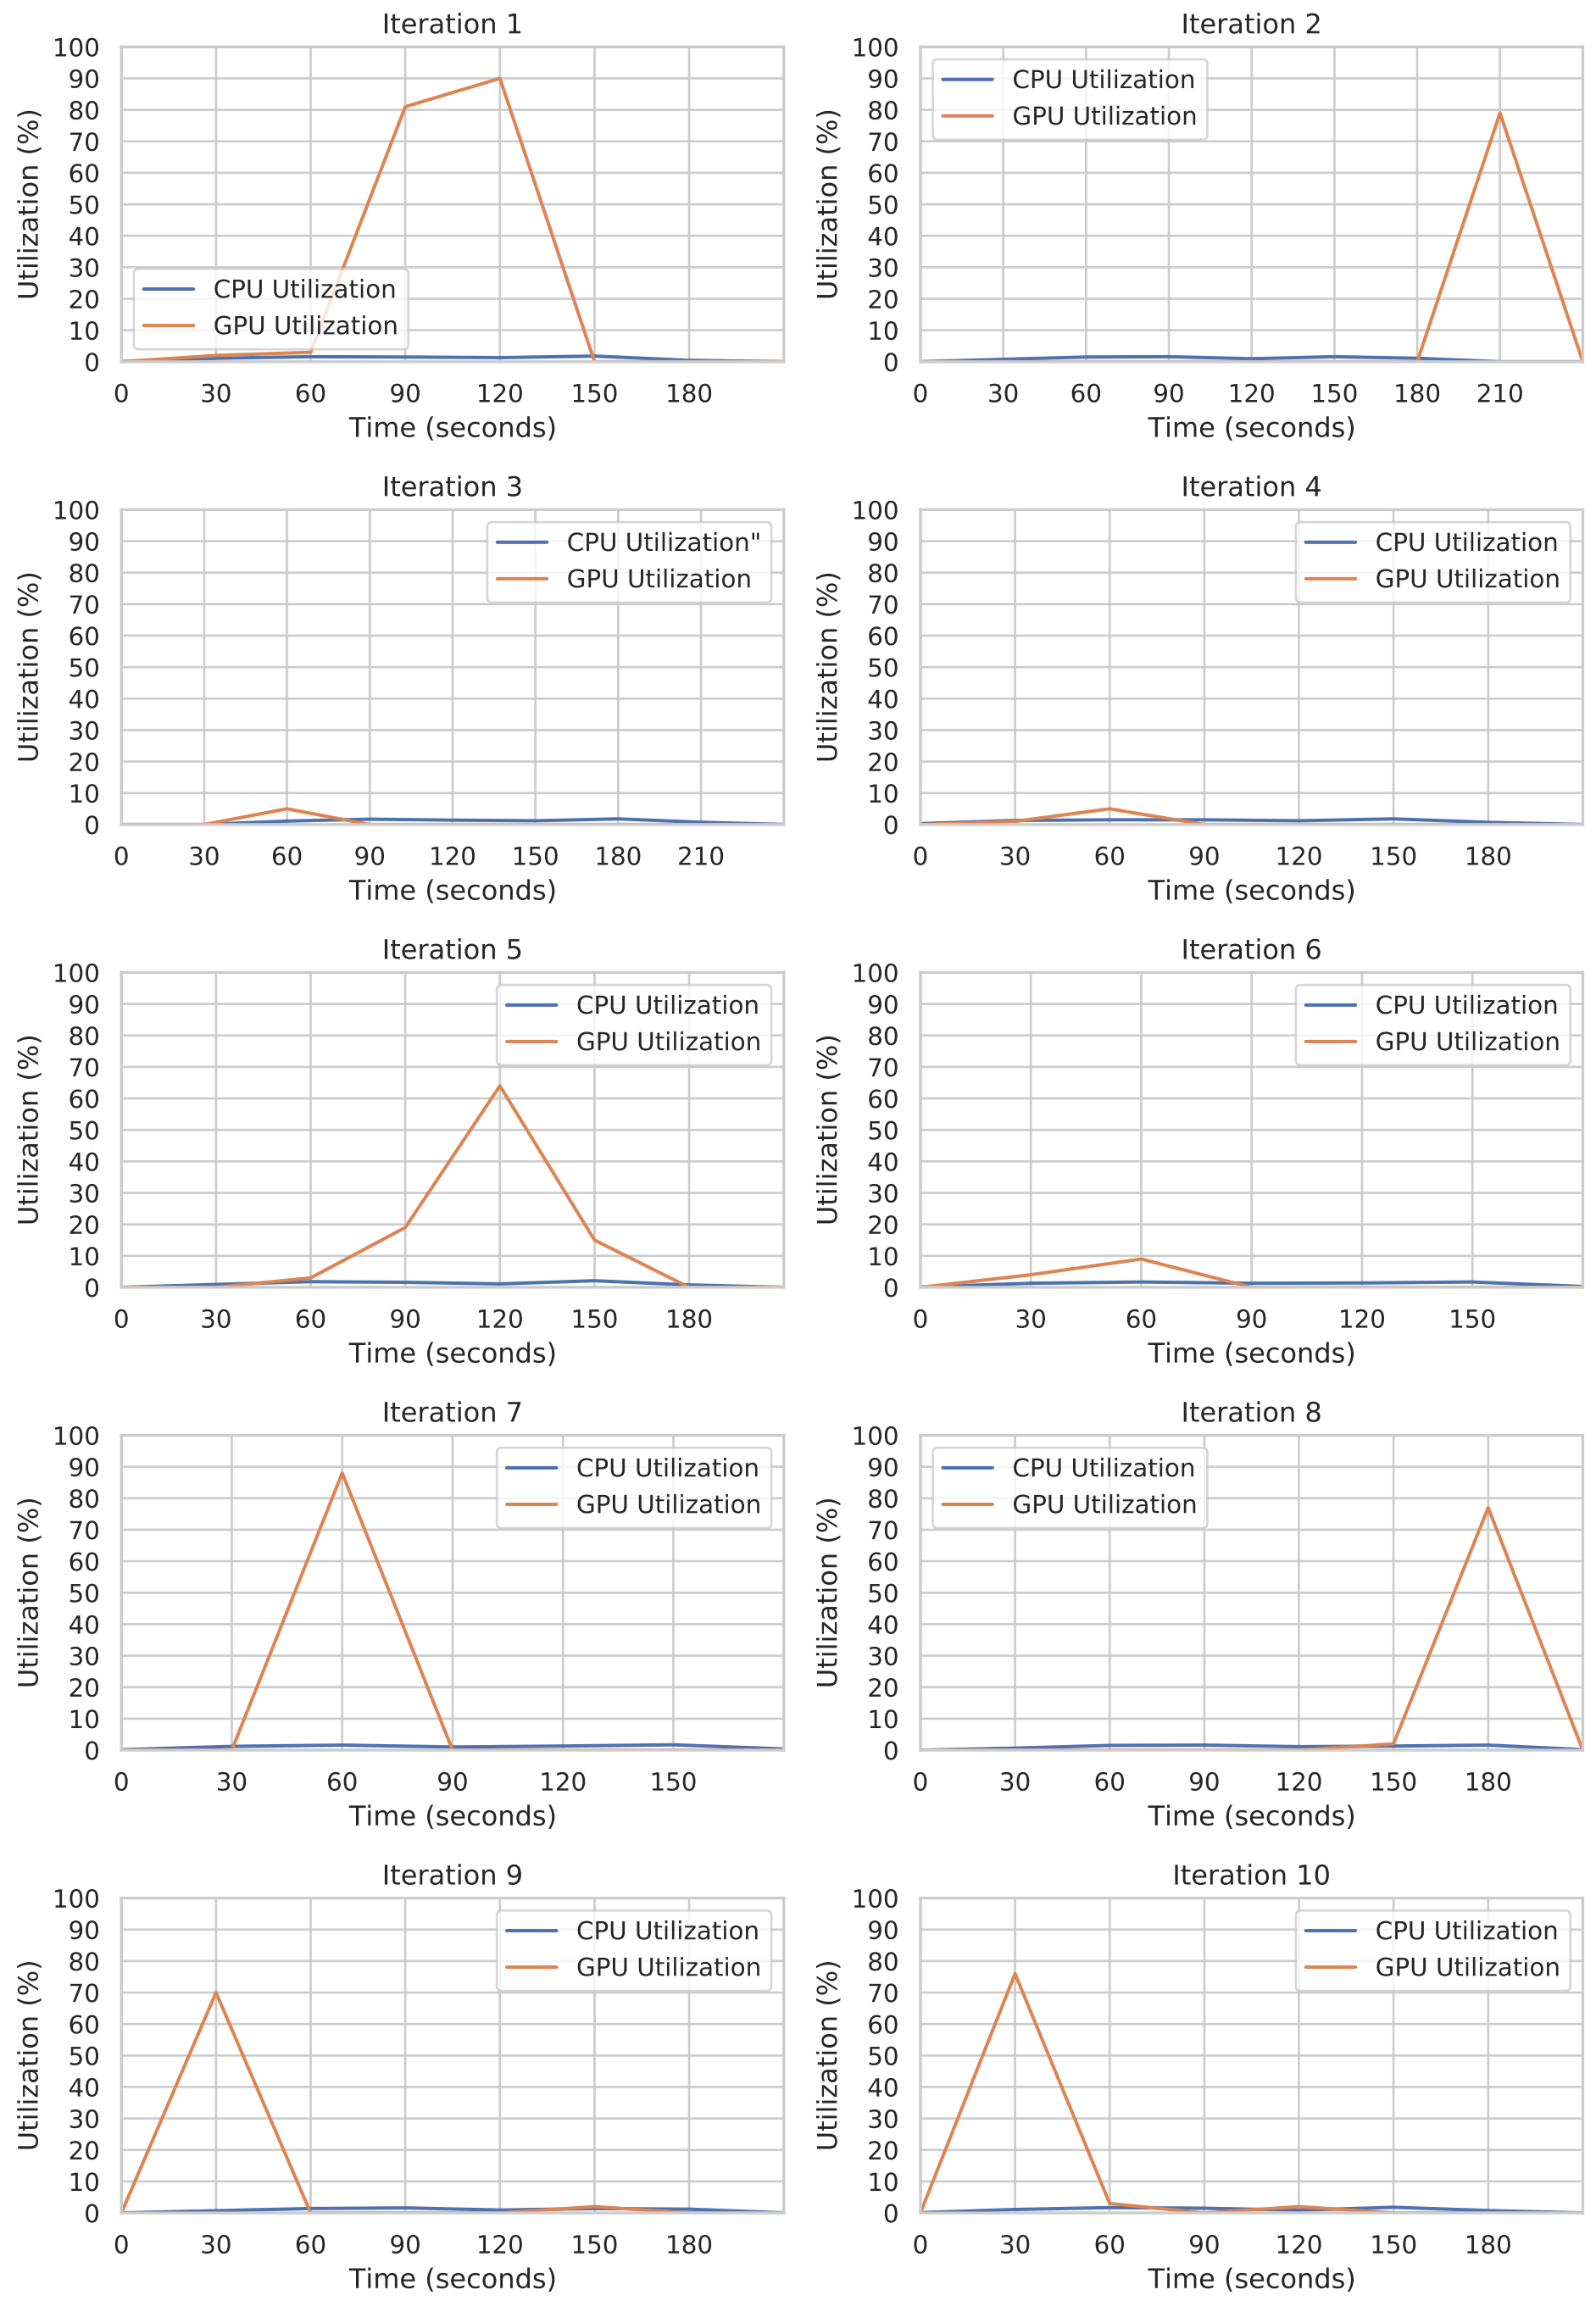 Iteration 1
100
90
80
70
60
50
40
30
20
10
0
Utilization (%)
CPU Utilization
GPU Utilization
0 30 60 90 120 150 180
Time (seconds)
Iteration 2
100
90
80
70
60
50
40
30
20
10
0
Utilization (%)
CPU Utilization
GPU Utilization
0 30 60 90 120 150 180 210
Time (seconds)
Iteration 3
100
90
80
70
60
50
40
30
20
10
0
Utilization (%)
CPU Utilization"
GPU Utilization
0 30 60 90 120 150 180 210
Time (seconds)
Iteration 4
100
90
80
70
60
50
40
30
20
10
0
Utilization (%)
CPU Utilization
GPU Utilization
0 30 60 90 120 150 180
Time (seconds)
Iteration 5
100
90
80
70
60
50
40
30
20
10
0
Utilization (%)
CPU Utilization
GPU Utilization
0 30 60 90 120 150 180
Time (seconds)
Iteration 6
100
90
80
70
60
50
40
30
20
10
0
Utilization (%)
CPU Utilization
GPU Utilization
0 30 60 90 120 150
Time (seconds)
Iteration 7
100
90
80
70
60
50
40
30
20
10
0
Utilization (%)
CPU Utilization
GPU Utilization
0 30 60 90 120 150
Time (seconds)
Iteration 8
100
90
80
70
60
50
40
30
20
10
0
Utilization (%)
CPU Utilization
GPU Utilization
0 30 60 90 120 150 180
Time (seconds)
Iteration 9
100
90
80
70
60
50
40
30
20
10
0
Utilization (%)
CPU Utilization
GPU Utilization
0 30 60 90 120 150 180
Time (seconds)
Iteration 10
100
90
80
70
60
50
40
30
20
10
0
Utilization (%)
CPU Utilization
GPU Utilization
0 30 60 90 120 150 180
Time (seconds)